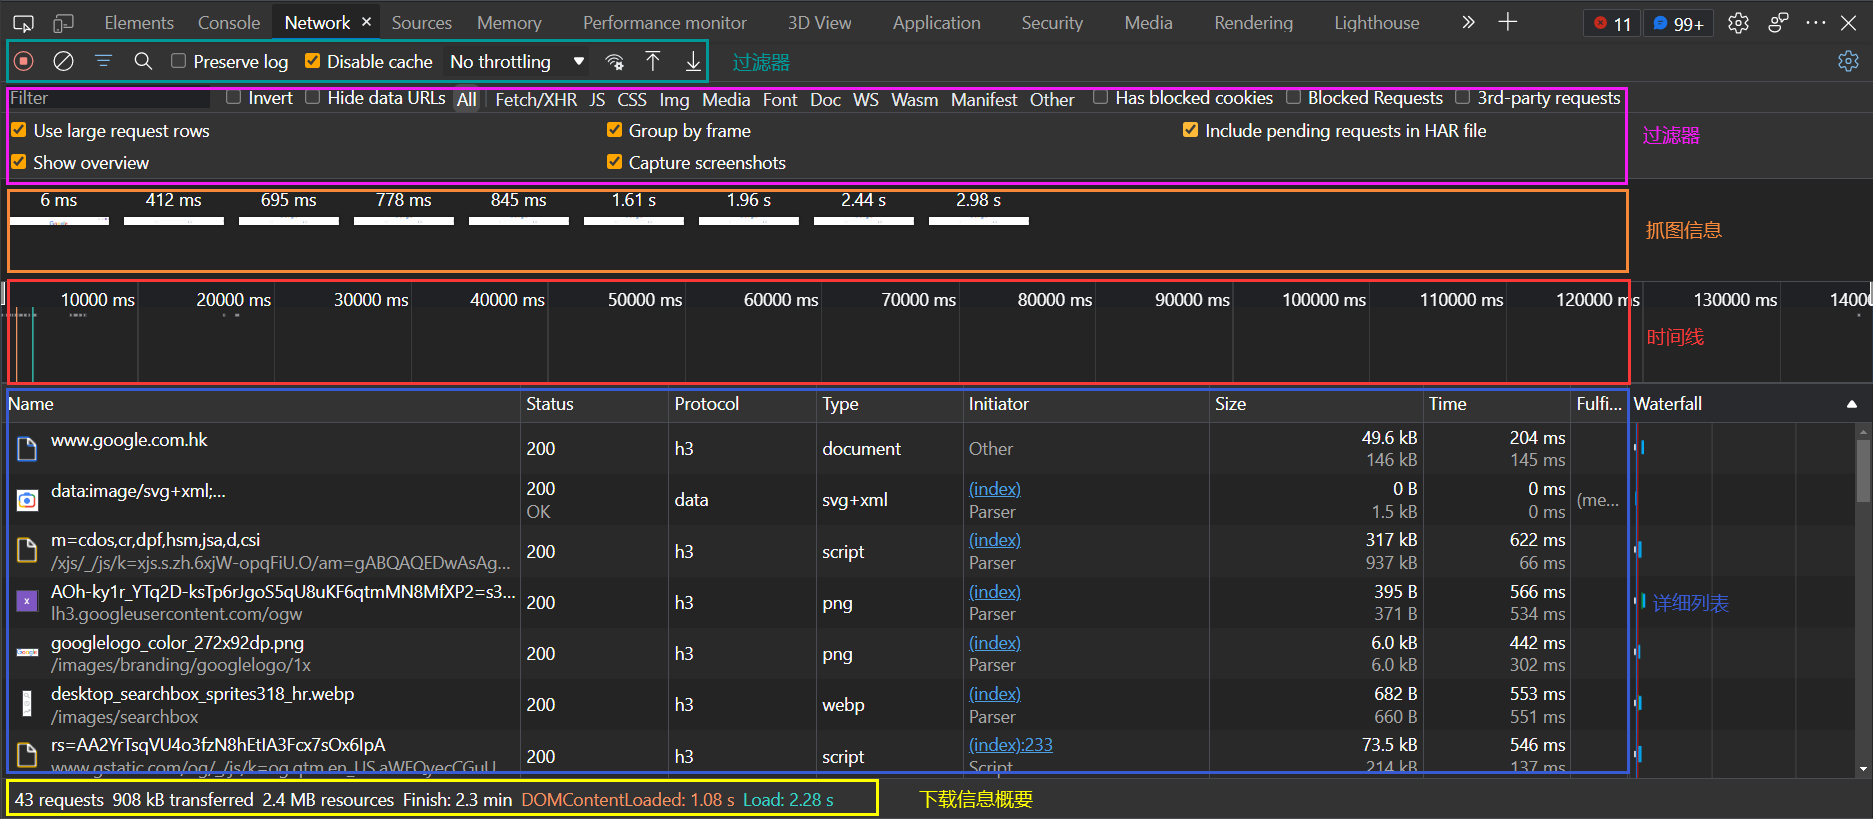 Elements Console Network × Sources Memory Performance monitor 3D View Application Security Media Rendering Lighthouse » + 11 99+
Preserve log Disable cache No throttling 过滤器
Filter Invert Hide data URLs All Fetch/XHR JS CSS Img Media Font Doc WS Wasm Manifest Other Has blocked cookies Blocked Requests 3rd-party requests
Use large request rows Group by frame Include pending requests in HAR file 过滤器
Show overview Capture screenshots
6 ms 412 ms 695 ms 778 ms 845 ms 1.61 s 1.96 s 2.44 s 2.98 s
抓图信息
10000 ms 20000 ms 30000 ms 40000 ms 50000 ms 60000 ms 70000 ms 80000 ms 90000 ms 100000 ms 110000 ms 120000 ms 130000 ms 1400
时间线
Name Status Protocol Type Initiator Size Time Fulfi... Waterfall
www.google.com.hk 200 h3 document Other 49.6 kB 204 ms
146 kB 145 ms
data:image/svg+xml;... 200 data svg+xml (index) 0 B 0 ms (me...
OK Parser 1.5 kB 0 ms
m=cdos,cr,dpf,hsm,jsa,d,csi 200 h3 script (index) 317 kB 622 ms
/xjs/_/js/k=xjs.s.zh.6xjW-opqFiU.O/am=gABQAQEDwAsAg... Parser 937 kB 66 ms
AOh-ky1r_YTq2D-ksTp6rJgoS5qU8uKF6qtmMN8MfXP2=s3... 200 h3 png (index) 395 B 566 ms 详细列表
lh3.googleusercontent.com/ogw Parser 371 B 534 ms
googlelogo_color_272x92dp.png 200 h3 png (index) 6.0 kB 442 ms
/images/branding/googlelogo/1x Parser 6.0 kB 302 ms
desktop_searchbox_sprites318_hr.webp 200 h3 webp (index) 682 B 553 ms
/images/searchbox Parser 660 B 551 ms
rs=AA2YrTsqVU4o3fzN8hEtIA3Fcx7sOx6IpA 200 h3 script (index):233 73.5 kB 546 ms
www.gstatic.com/og/_/js/k=og.qtm.en_US.aWEQyecCGuU Script 214 kB 137 ms
43 requests 908 kB transferred 2.4 MB resources Finish: 2.3 min DOMContentLoaded: 1.08 s Load: 2.28 s 下载信息概要